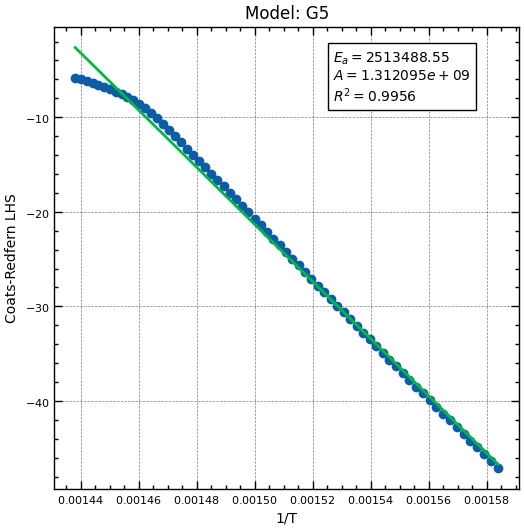 Model: G5
E_a = 2513488.55
A = 1.312095e + 09
R^2 = 0.9956
Coats-Redfern LHS
−10
−20
−30
−40
0.00144 0.00146 0.00148 0.00150 0.00152 0.00154 0.00156 0.00158
1/T